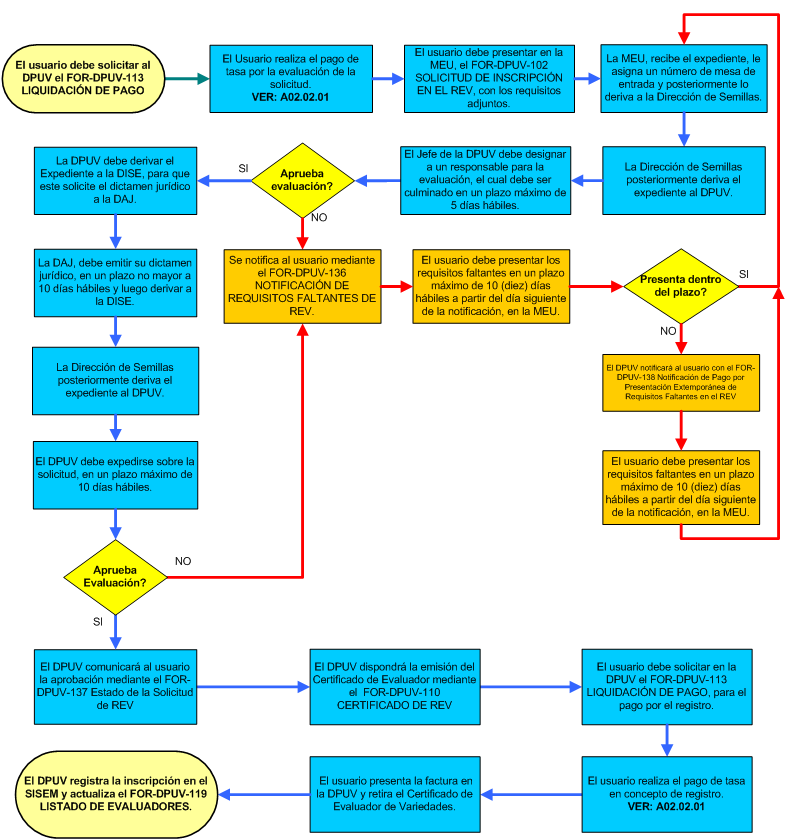 El usuario debe solicitar al
DPUV el FOR-DPUV-113
LIQUIDACIÓN DE PAGO
El Usuario realiza el pago de
tasa por la evaluación de la
solicitud.
VER: A02.02.01
El usuario debe presentar en la
MEU, el FOR-DPUV-102
SOLICITUD DE INSCRIPCIÓN
EN EL REV, con los requisitos
adjuntos.
La MEU, recibe el expediente, le
asigna un número de mesa de
entrada y posteriormente lo
deriva a la Dirección de Semillas.
La Dirección de Semillas
posteriormente deriva el
expediente al DPUV.
El Jefe de la DPUV debe designar
a un responsable para la
evaluación, el cual debe ser
culminado en un plazo máximo de
5 días hábiles.
Aprueba
evaluación?
SI
NO
La DPUV debe derivar el
Expediente a la DISE, para que
este solicite el dictamen jurídico
a la DAJ.
La DAJ, debe emitir su dictamen
jurídico, en un plazo no mayor a
10 días hábiles y luego derivar a
la DISE.
Se notifica al usuario mediante
el FOR-DPUV-136
NOTIFICACIÓN DE
REQUISITOS FALTANTES DE
REV.
El usuario debe presentar los
requisitos faltantes en un plazo
máximo de 10 (diez) días
hábiles a partir del día siguiente
de la notificación, en la MEU.
Presenta dentro
del plazo?
SI
NO
El DPUV notificará al usuario con el FOR-
DPUV-138 Notificación de Pago por
Presentación Extemporánea de
Requisitos Faltantes en el REV
El usuario debe presentar los
requisitos faltantes en un plazo
máximo de 10 (diez) días
hábiles a partir del día siguiente
de la notificación, en la MEU.
La Dirección de Semillas
posteriormente deriva el
expediente al DPUV.
El DPUV debe expedirse sobre la
solicitud, en un plazo máximo de
10 días hábiles.
Aprueba
Evaluación?
NO
SI
El DPUV comunicará al usuario
la aprobación mediante el FOR-
DPUV-137 Estado de la Solicitud
de REV
El DPUV dispondrá la emisión del
Certificado de Evaluador mediante
el FOR-DPUV-110
CERTIFICADO DE REV
El usuario debe solicitar en la
DPUV el FOR-DPUV-113
LIQUIDACIÓN DE PAGO, para el
pago por el registro.
El usuario realiza el pago de tasa
en concepto de registro.
VER: A02.02.01
El usuario presenta la factura en
la DPUV y retira el Certificado de
Evaluador de Variedades.
El DPUV registra la inscripción en el
SISEM y actualiza el FOR-DPUV-119
LISTADO DE EVALUADORES.